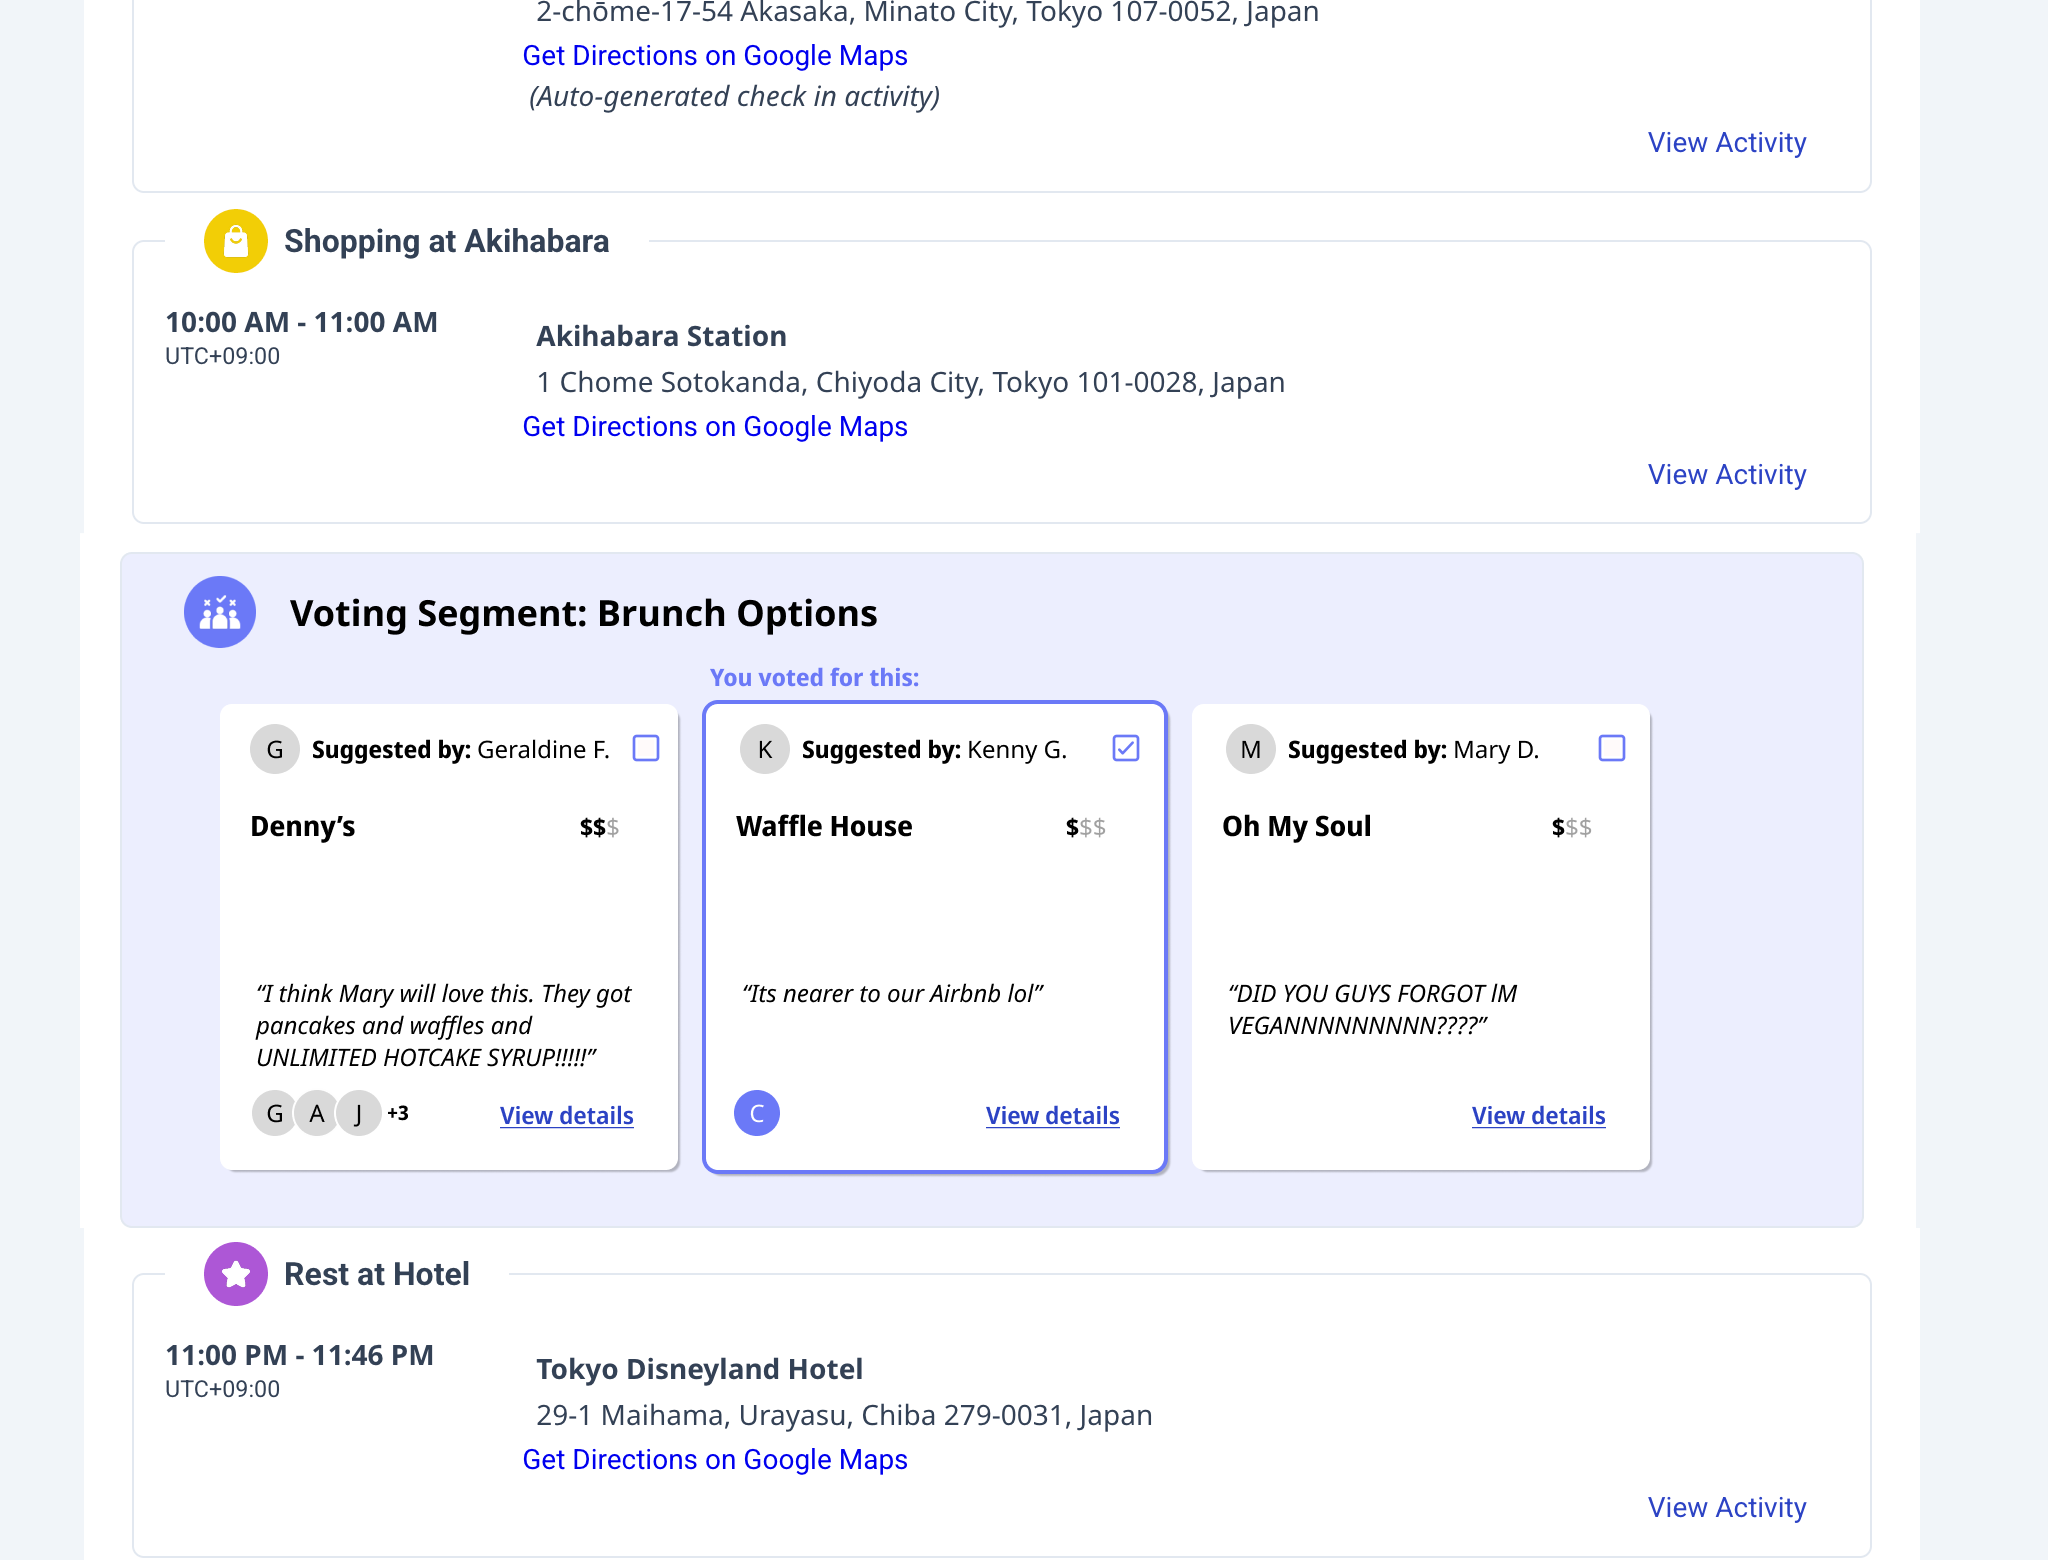 2-chōme-17-54 Akasaka, Minato City, Tokyo 107-0052, Japan
Get Directions on Google Maps
(Auto-generated check in activity)
View Activity
Shopping at Akihabara
10:00 AM - 11:00 AM
UTC+09:00
Akihabara Station
1 Chome Sotokanda, Chiyoda City, Tokyo 101-0028, Japan
Get Directions on Google Maps
View Activity
Voting Segment: Brunch Options
You voted for this:
G
Suggested by: Geraldine F.
Denny’s
$$$
“I think Mary will love this. They got
pancakes and waffles and
UNLIMITED HOTCAKE SYRUP!!!!!”
G A J +3
View details
K
Suggested by: Kenny G.
Waffle House
$$$
“Its nearer to our Airbnb lol”
C
View details
M
Suggested by: Mary D.
Oh My Soul
$$$
“DID YOU GUYS FORGOT IM
VEGANNNNNNNNN????”
View details
Rest at Hotel
11:00 PM - 11:46 PM
UTC+09:00
Tokyo Disneyland Hotel
29-1 Maihama, Urayasu, Chiba 279-0031, Japan
Get Directions on Google Maps
View Activity